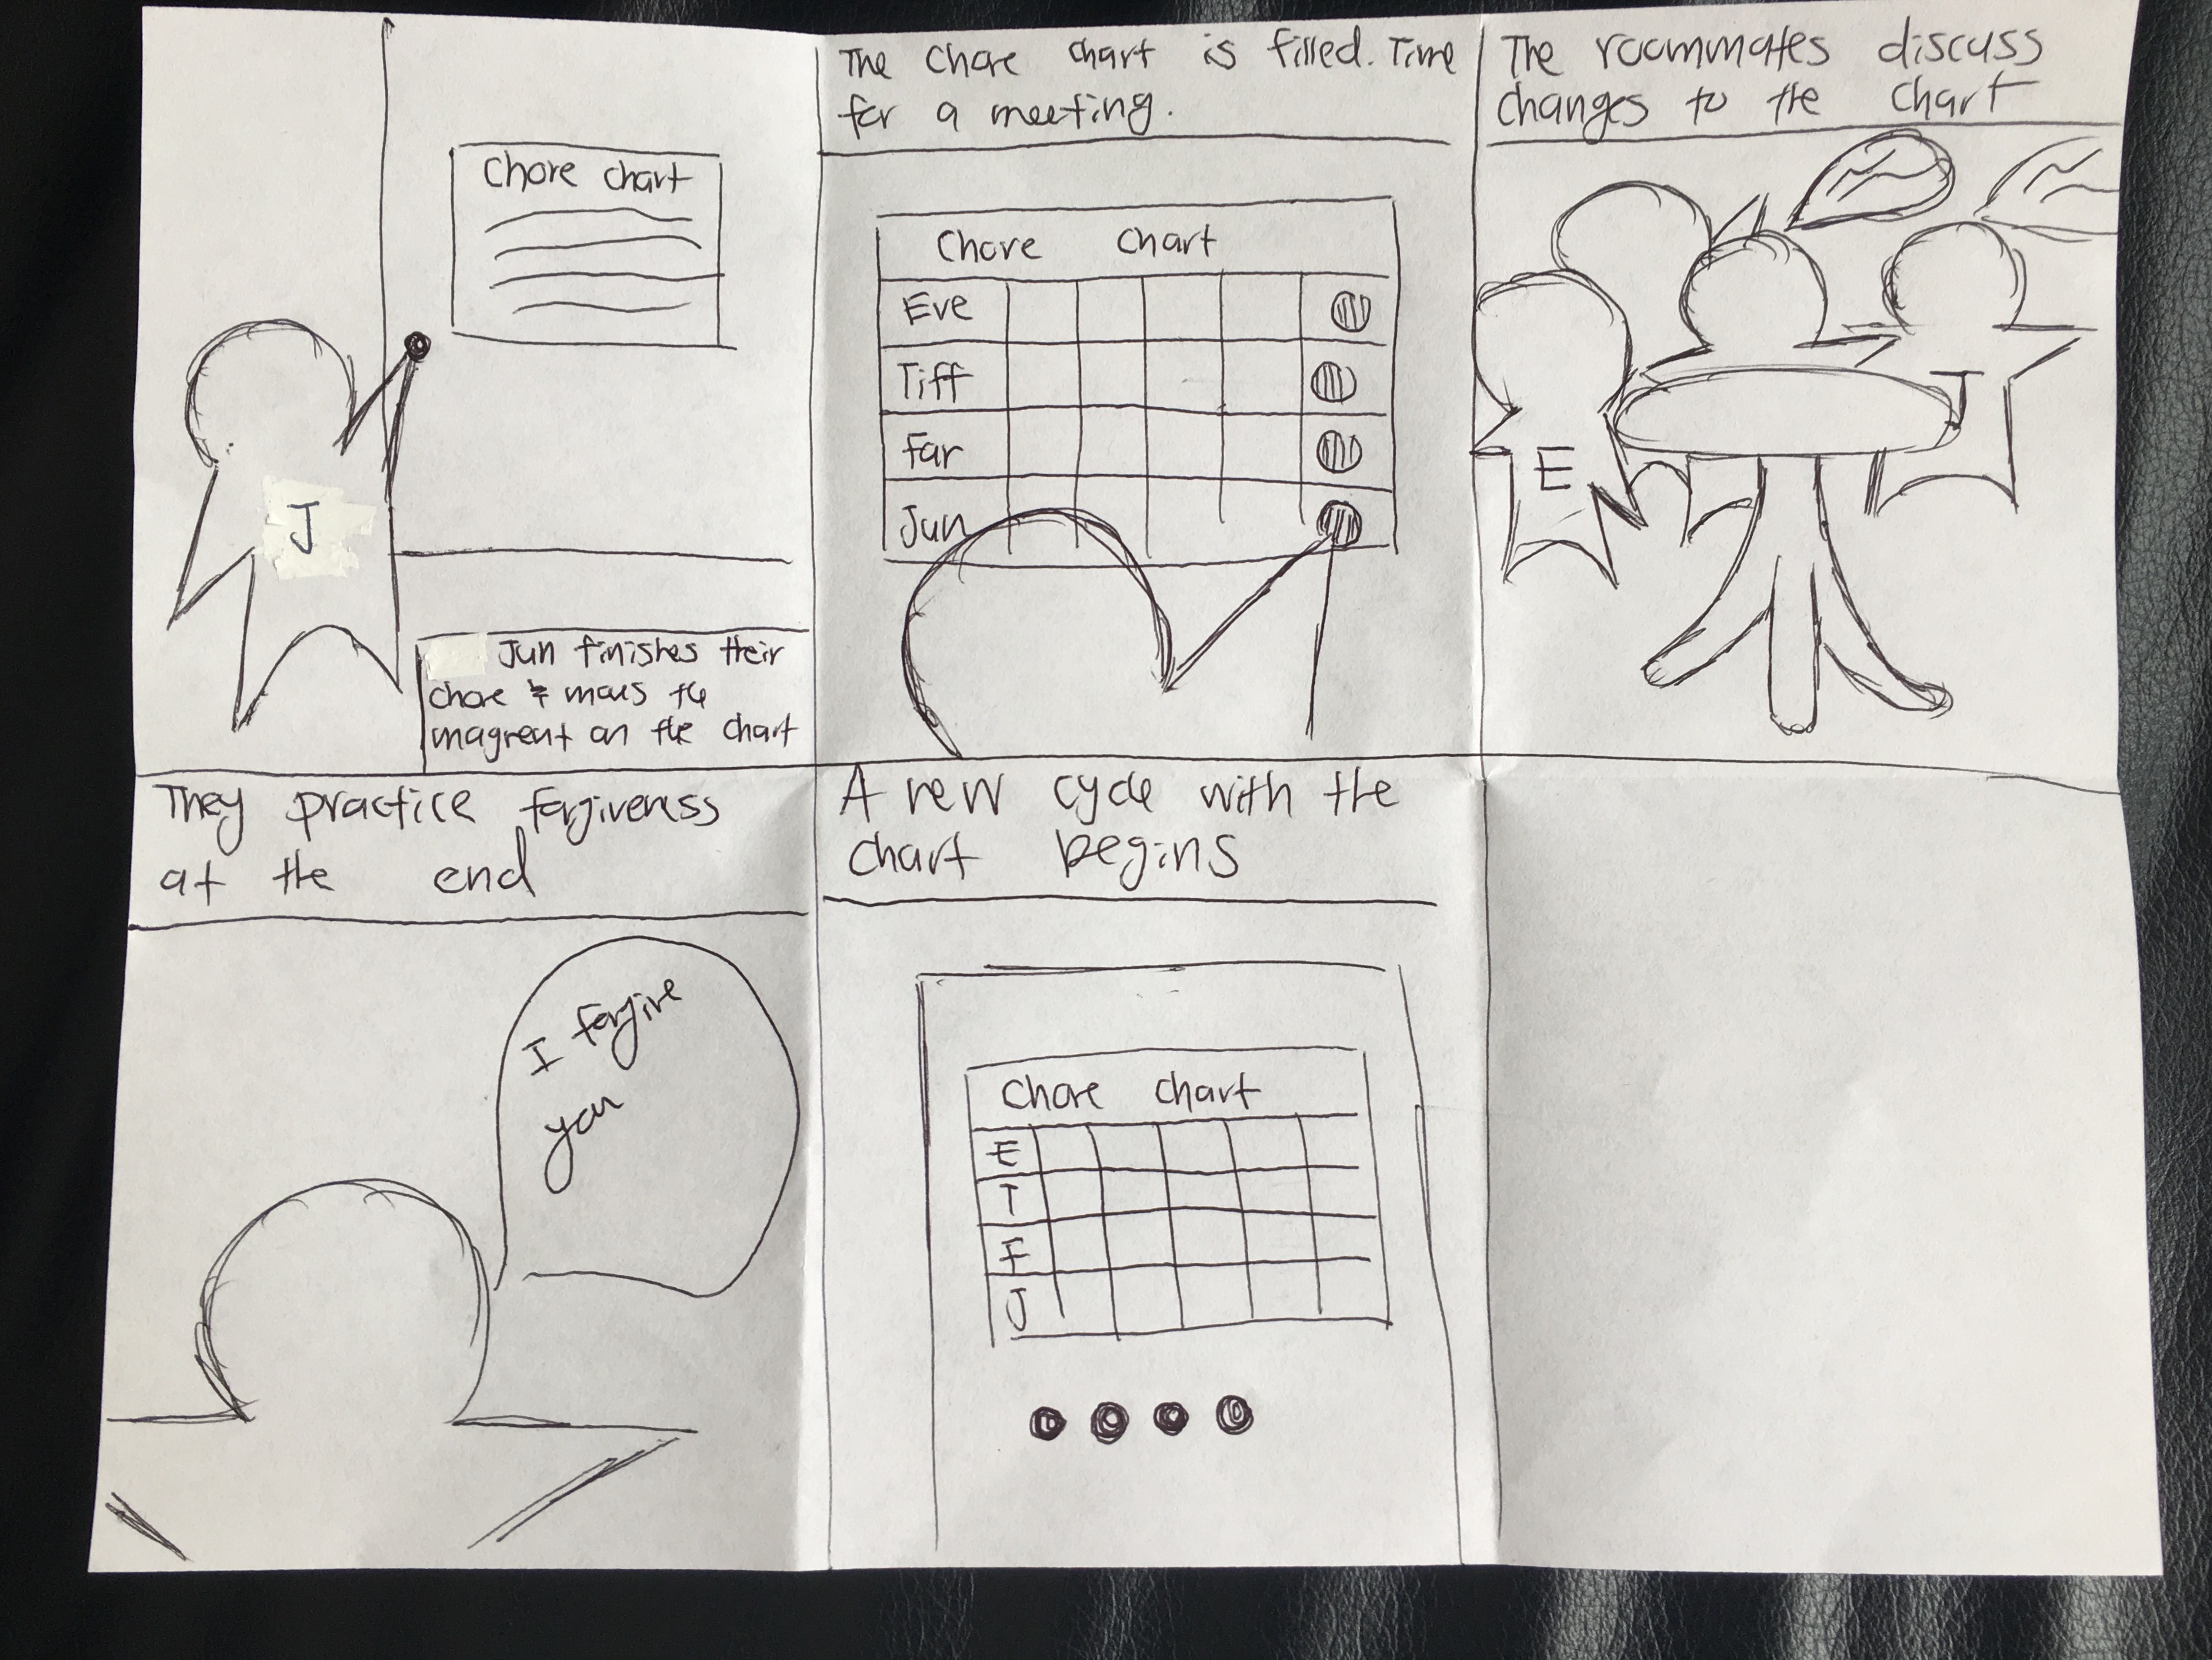 Chore chart
J
Jun finishes their
chore & moves the
magnent on the chart
The chore chart is filled. Time
for a meeting.
Chore chart
Eve
Tiff
Far
Jun
The roommates discuss
changes to the chart
E
J
They practice forgiveness
at the end
I forgive
you
A new cycle with the
chart begins
Chore chart
E
T
F
J